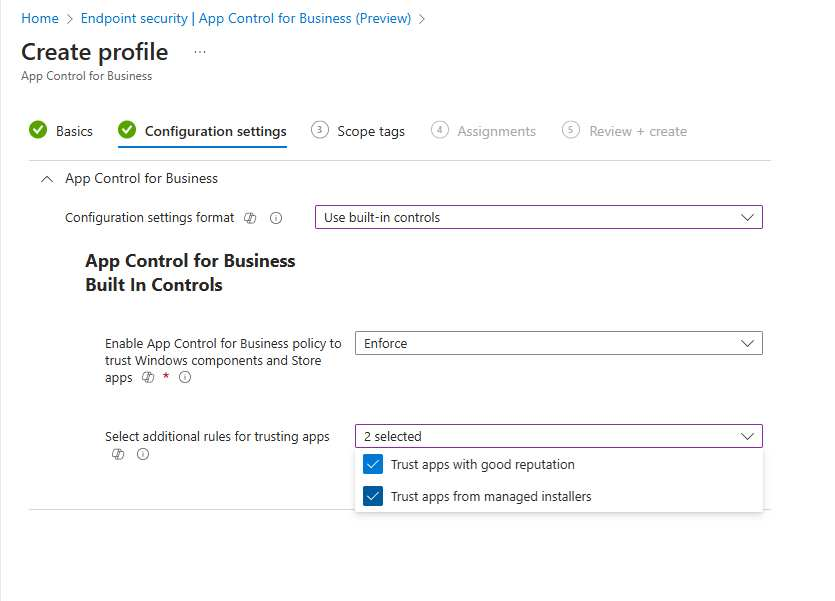 Home > Endpoint security | App Control for Business (Preview) >
Create profile ...
App Control for Business
Basics Configuration settings 3 Scope tags 4 Assignments 5 Review + create
App Control for Business
Configuration settings format Use built-in controls
App Control for Business
Built In Controls
Enable App Control for Business policy to Enforce
trust Windows components and Store
apps *
Select additional rules for trusting apps 2 selected
Trust apps with good reputation
Trust apps from managed installers